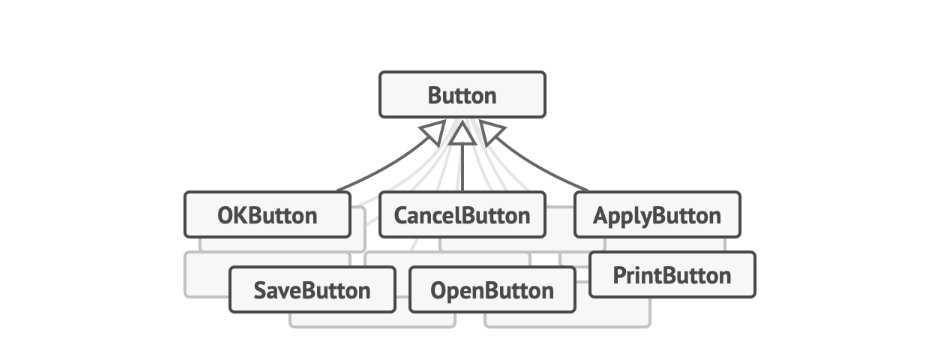 Button
OKButton
CancelButton
ApplyButton
SaveButton
OpenButton
PrintButton